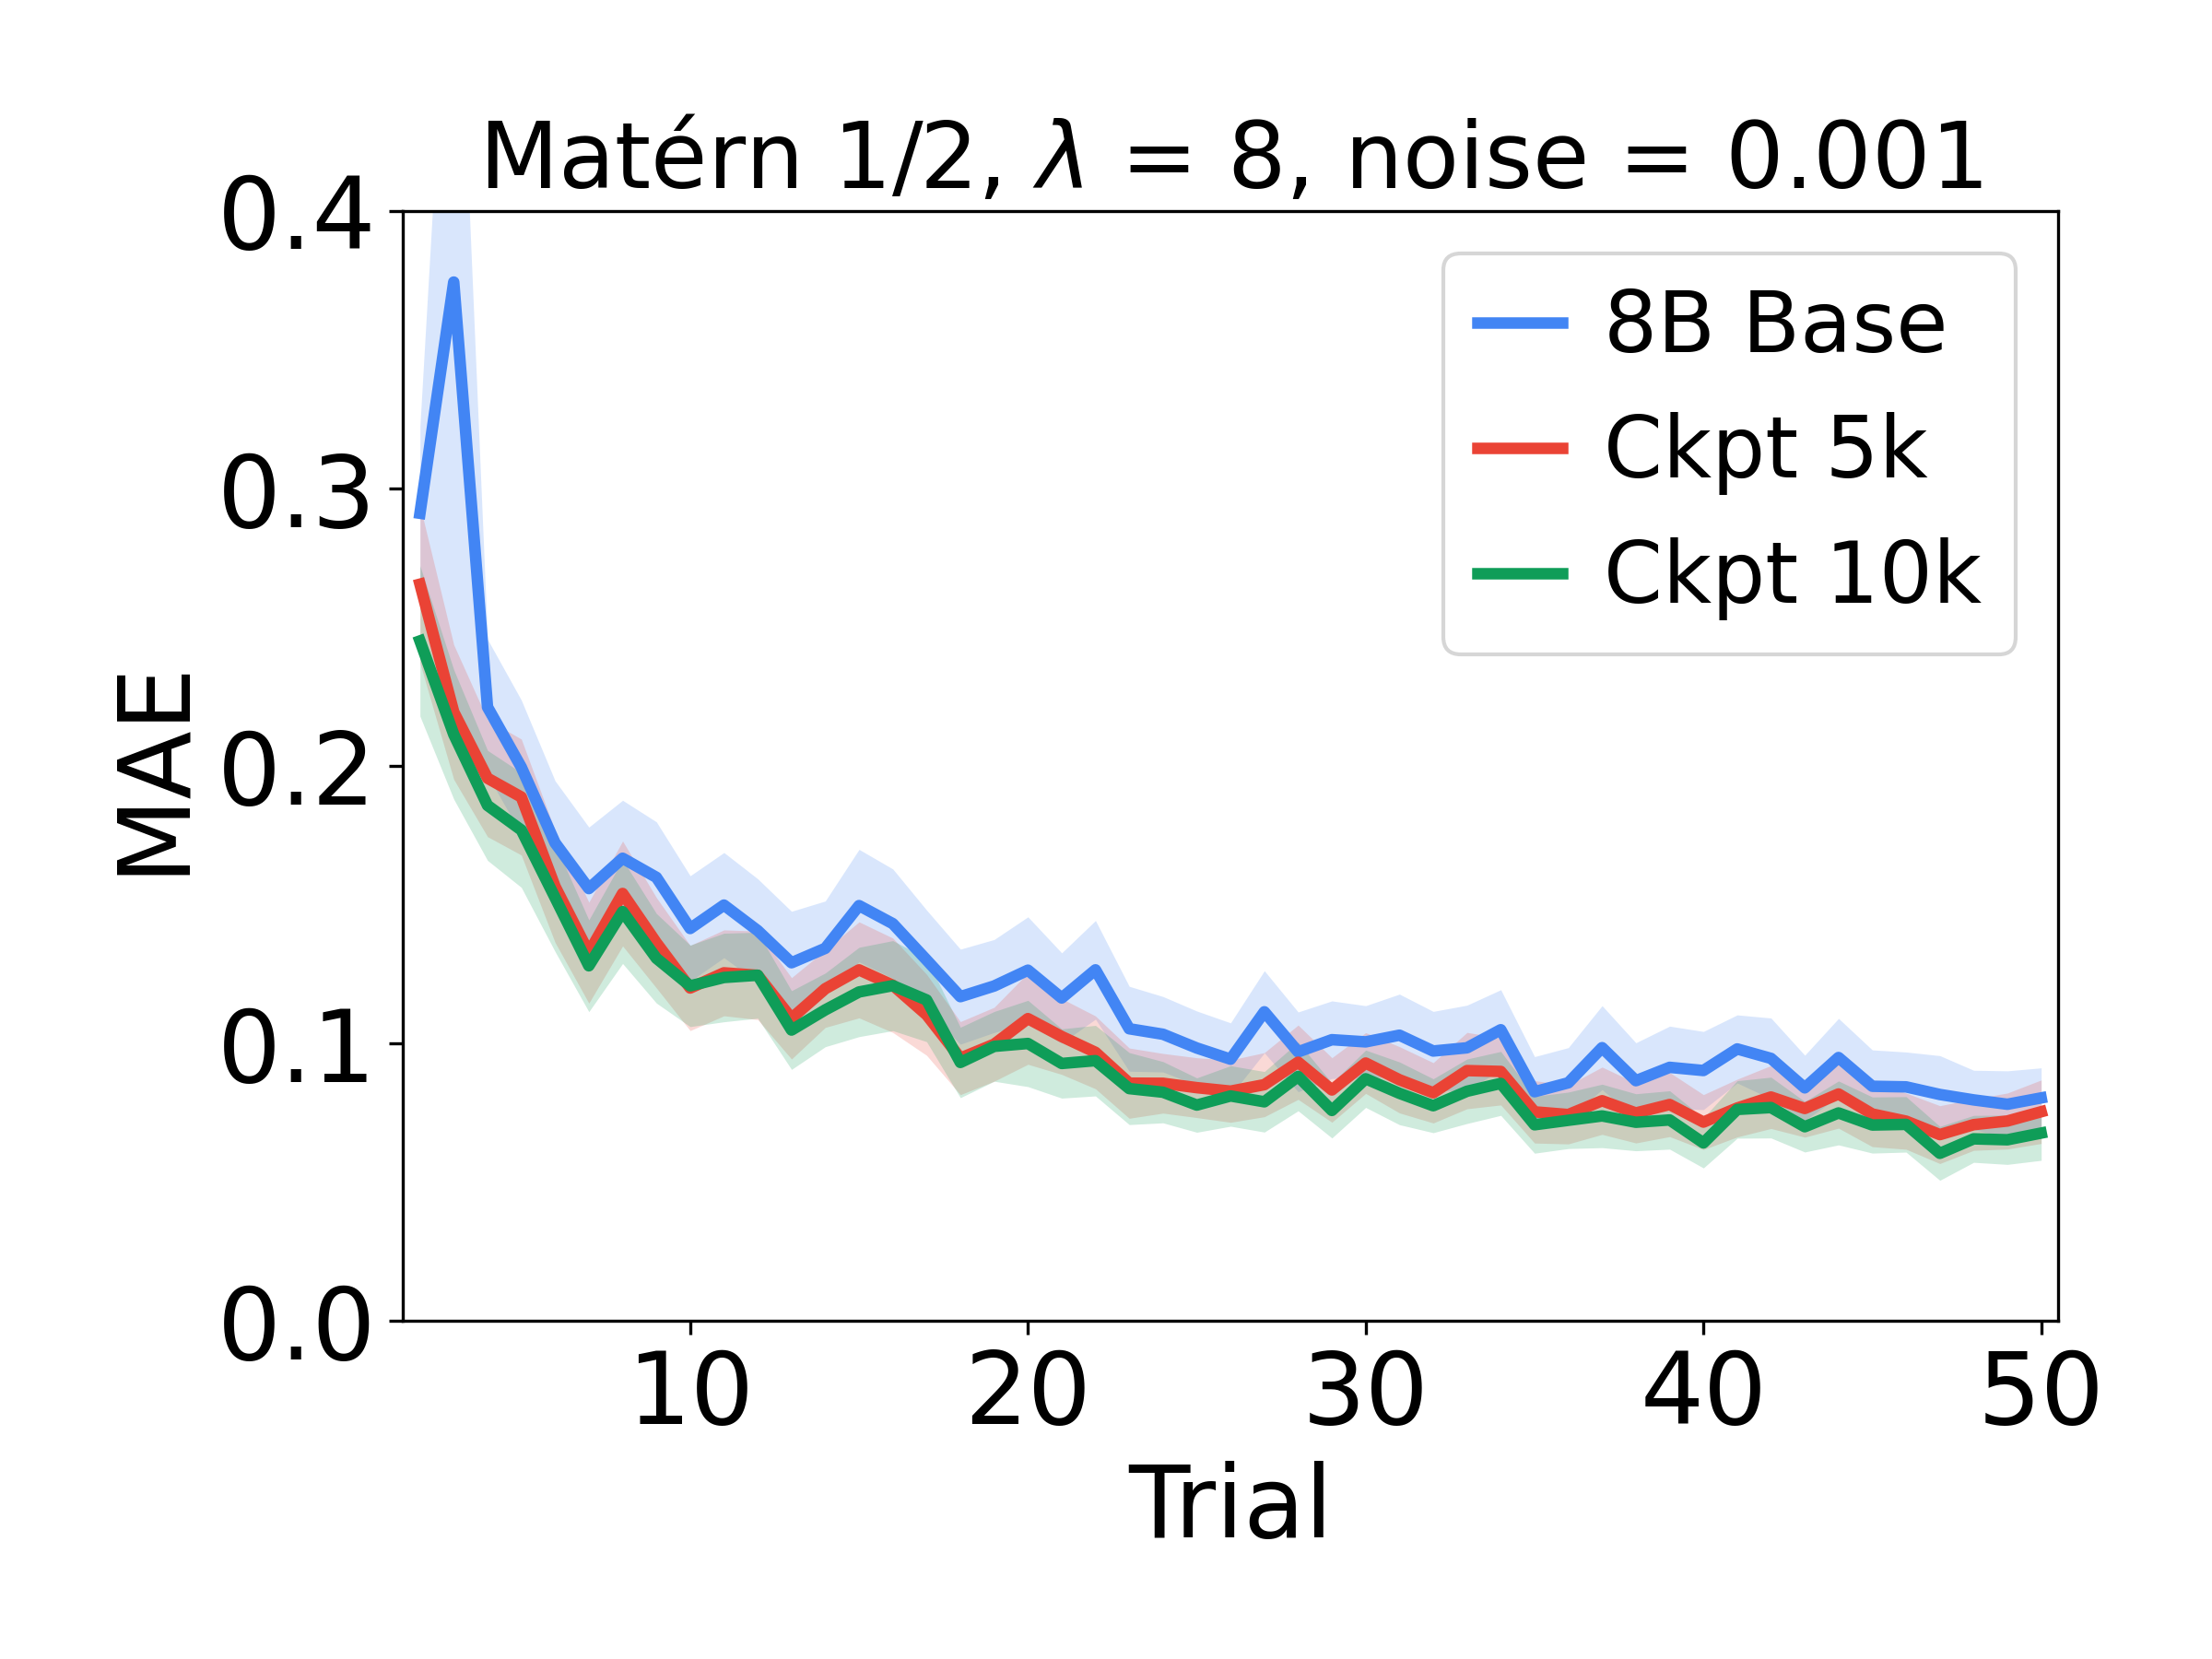 Matérn 1/2, λ = 8, noise = 0.001
0.4
0.3
0.2
0.1
0.0
MAE
8B Base
Ckpt 5k
Ckpt 10k
10 20 30 40 50
Trial